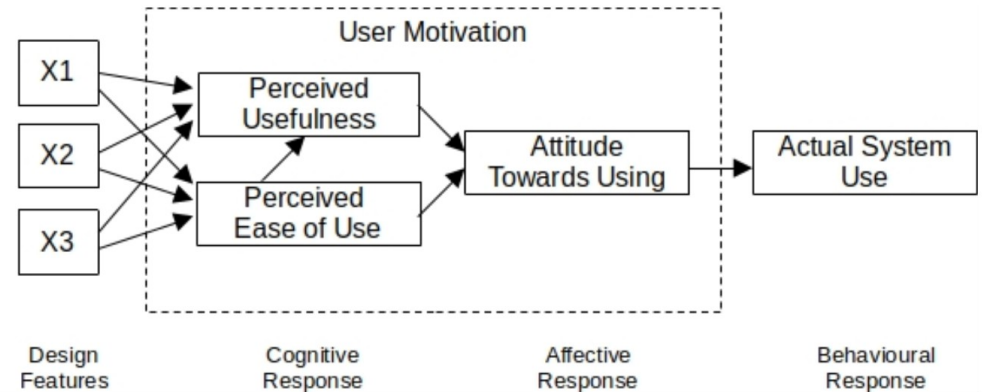 User Motivation
X1
X2
X3
Perceived
Usefulness
Perceived
Ease of Use
Attitude
Towards Using
Actual System
Use
Design
Features
Cognitive
Response
Affective
Response
Behavioural
Response